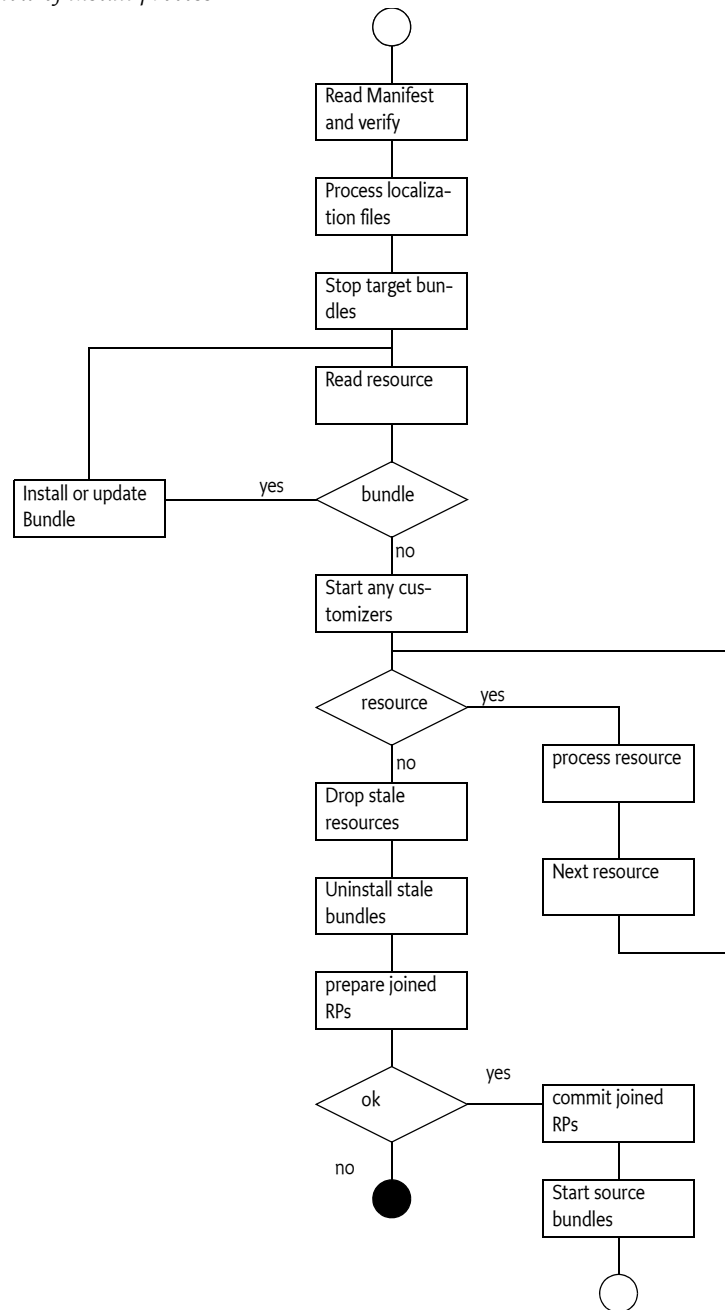 Read Manifest
and verify
Process localiza-
tion files
Stop target bun-
dles
Read resource
Install or update
Bundle
yes
bundle
no
Start any cus-
tomizers
resource
yes
no
process resource
Drop stale
resources
Next resource
Uninstall stale
bundles
prepare joined
RPs
ok
yes
commit joined
RPs
no
Start source
bundles